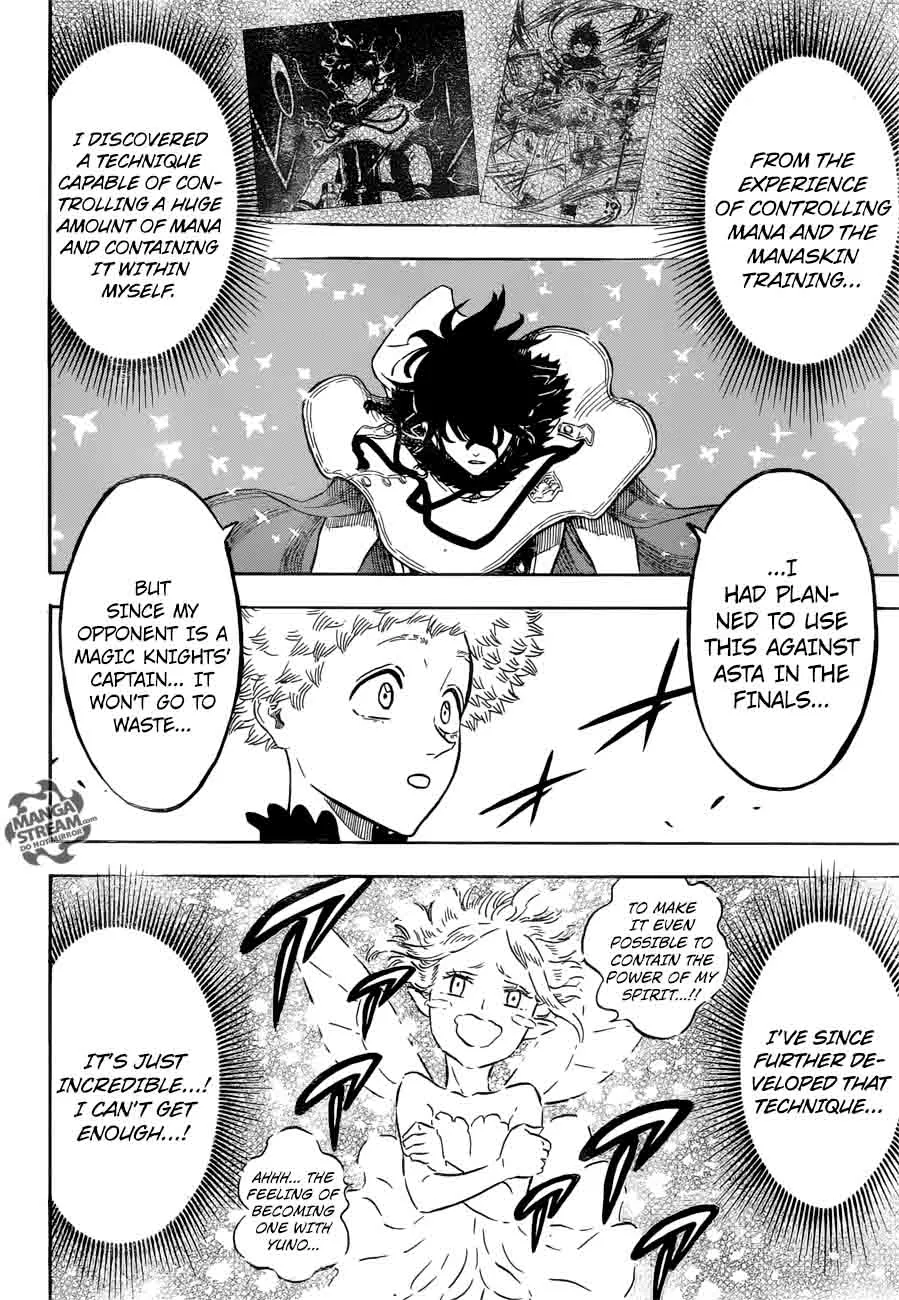 FROM THE
EXPERIENCE
OF CONTROLLING
MANA AND THE
MANASKIN
TRAINING...
I DISCOVERED
A TECHNIQUE
CAPABLE OF CON-
TROLLING A HUGE
AMOUNT OF MANA
AND CONTAINING
IT WITHIN
MYSELF.
...I
HAD PLAN-
NED TO USE
THIS AGAINST
ASTA IN THE
FINALS...
BUT
SINCE MY
OPPONENT IS A
MAGIC KNIGHTS'
CAPTAIN... IT
WON'T GO TO
WASTE...
MANGA
STREAM.com
DO NOT MIRROR
I'VE SINCE
FURTHER DE-
VELOPED THAT
TECHNIQUE...
TO MAKE
IT EVEN
POSSIBLE TO
CONTAIN THE
POWER OF MY
SPIRIT...!!
IT'S JUST
INCREDIBLE...!
I CAN'T GET
ENOUGH...!
AHHH... THE
FEELING OF
BECOMING
ONE WITH
YUNO...